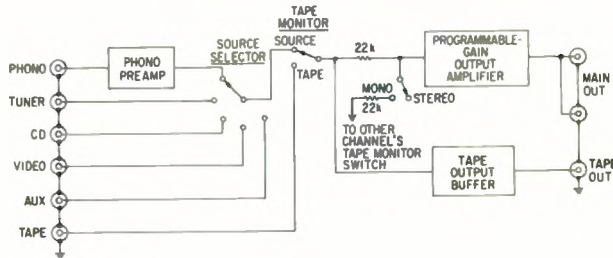 TAPE
MONITOR
SOURCE
TAPE
SOURCE
SELECTOR
PHONO
PHONO
PREAMP
TUNER
CD
VIDEO
AUX
TAPE
22k
MONO
22k
STEREO
TO OTHER
CHANNEL'S
TAPE MONITOR
SWITCH
PROGRAMMABLE-
GAIN
OUTPUT
AMPLIFIER
MAIN
OUT
TAPE
OUTPUT
BUFFER
TAPE
OUT